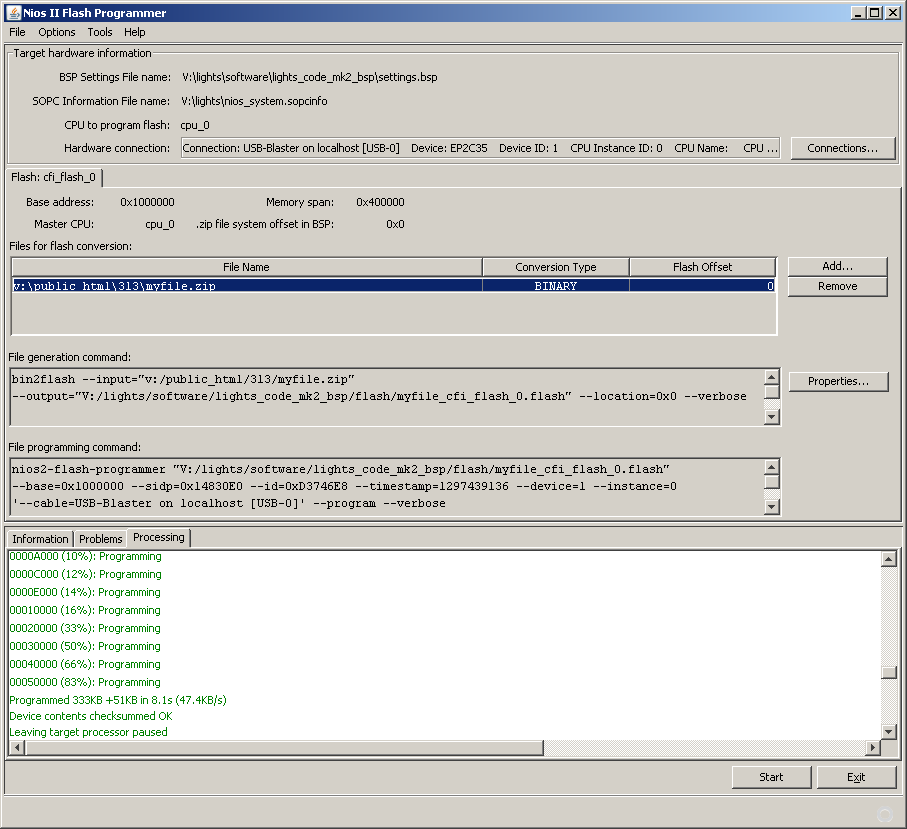 Nios II Flash Programmer
File Options Tools Help
Target hardware information
BSP Settings File name: V:\lights\software\lights_code_mk2_bsp\settings.bsp
SOPC Information File name: V:\lights\nios_system.sopcinfo
CPU to program flash: cpu_0
Hardware connection: Connection: USB-Blaster on localhost [USB-0] Device: EP2C35 Device ID: 1 CPU Instance ID: 0 CPU Name: CPU ... Connections...
Flash: cfi_flash_0
Base address: 0x1000000 Memory span: 0x400000
Master CPU: cpu_0 .zip file system offset in BSP: 0x0
Files for flash conversion:
File Name Conversion Type Flash Offset Add...
v:\public_html\313\myfile.zip BINARY 0 Remove
File generation command:
bin2flash --input="v:/public_html/313/myfile.zip"
--output="V:/lights/software/lights_code_mk2_bsp/flash/myfile_cfi_flash_0.flash" --location=0x0 --verbose
Properties...
File programming command:
nios2-flash-programmer "V:/lights/software/lights_code_mk2_bsp/flash/myfile_cfi_flash_0.flash"
--base=0x1000000 --sidp=0x14830E0 --id=0xD3746E8 --timestamp=1297439136 --device=1 --instance=0
'--cable=USB-Blaster on localhost [USB-0]' --program --verbose
Information Problems Processing
0000A000 (10%): Programming
0000C000 (12%): Programming
0000E000 (14%): Programming
00010000 (16%): Programming
00020000 (33%): Programming
00030000 (50%): Programming
00040000 (66%): Programming
00050000 (83%): Programming
Programmed 333KB +51KB in 8.1s (47.4KB/s)
Device contents checksummed OK
Leaving target processor paused
Start Exit